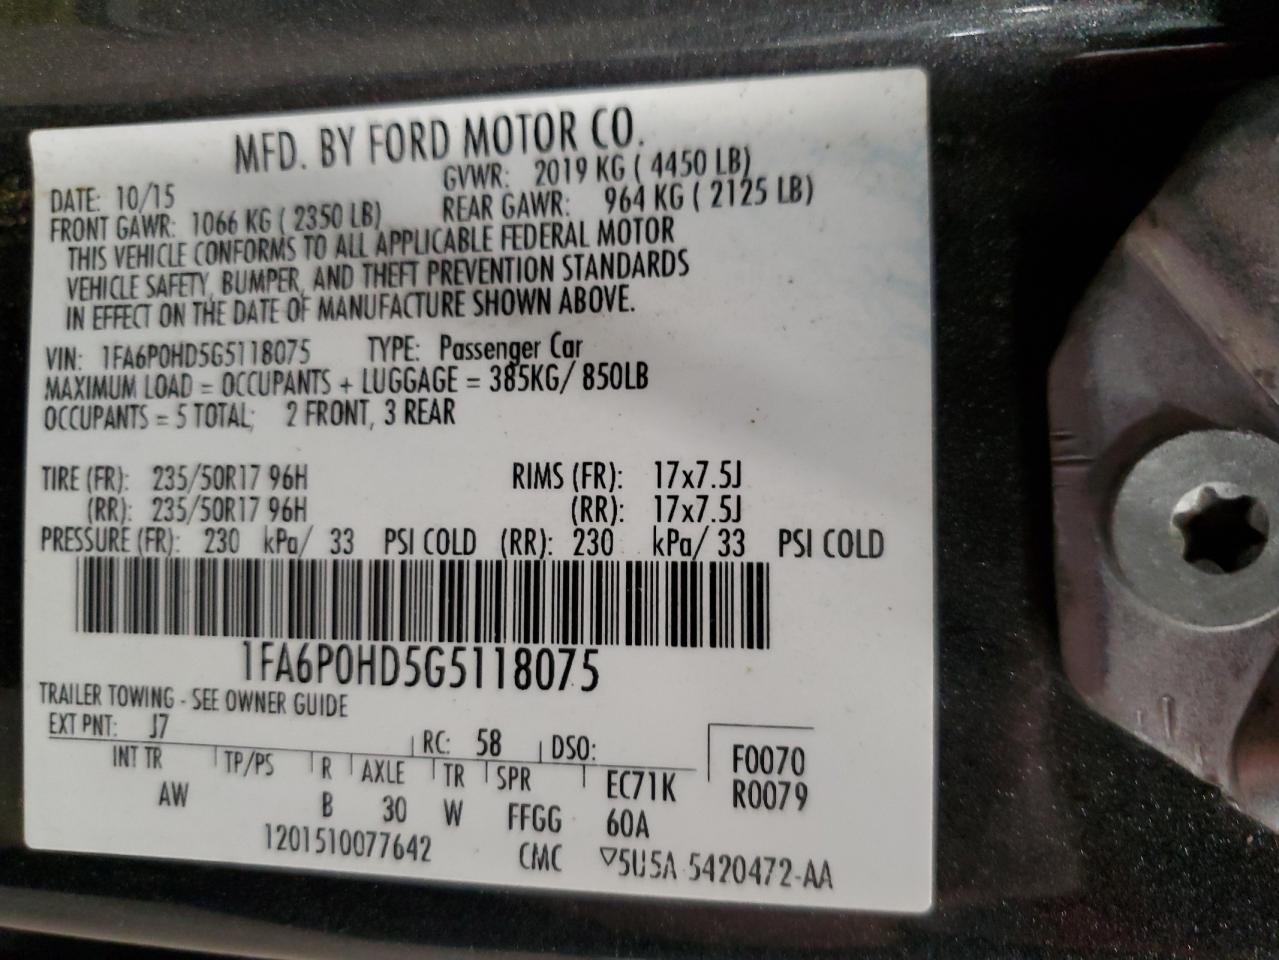 MFD. BY FORD MOTOR CO.
DATE: 10/15 GVWR: 2019 KG ( 4450 LB)
FRONT GAWR: 1066 KG ( 2350 LB) REAR GAWR: 964 KG ( 2125 LB)
THIS VEHICLE CONFORMS TO ALL APPLICABLE FEDERAL MOTOR
VEHICLE SAFETY, BUMPER, AND THEFT PREVENTION STANDARDS
IN EFFECT ON THE DATE OF MANUFACTURE SHOWN ABOVE.
VIN: 1FA6P0HD5G5118075 TYPE: Passenger Car
MAXIMUM LOAD = OCCUPANTS + LUGGAGE = 385KG/ 850LB
OCCUPANTS = 5 TOTAL; 2 FRONT, 3 REAR
TIRE (FR): 235/50R17 96H RIMS (FR): 17x7.5J
(RR): 235/50R17 96H (RR): 17x7.5J
PRESSURE (FR): 230 kPa/ 33 PSI COLD (RR): 230 kPa/ 33 PSI COLD
1FA6P0HD5G5118075
TRAILER TOWING - SEE OWNER GUIDE
EXT PNT: J7 RC: 58 DSO: F0070
INT TR TP/PS R AXLE TR SPR EC71K R0079
AW B 30 W FFGG 60A
1201510077642 CMC ▽5U5A 5420472-AA